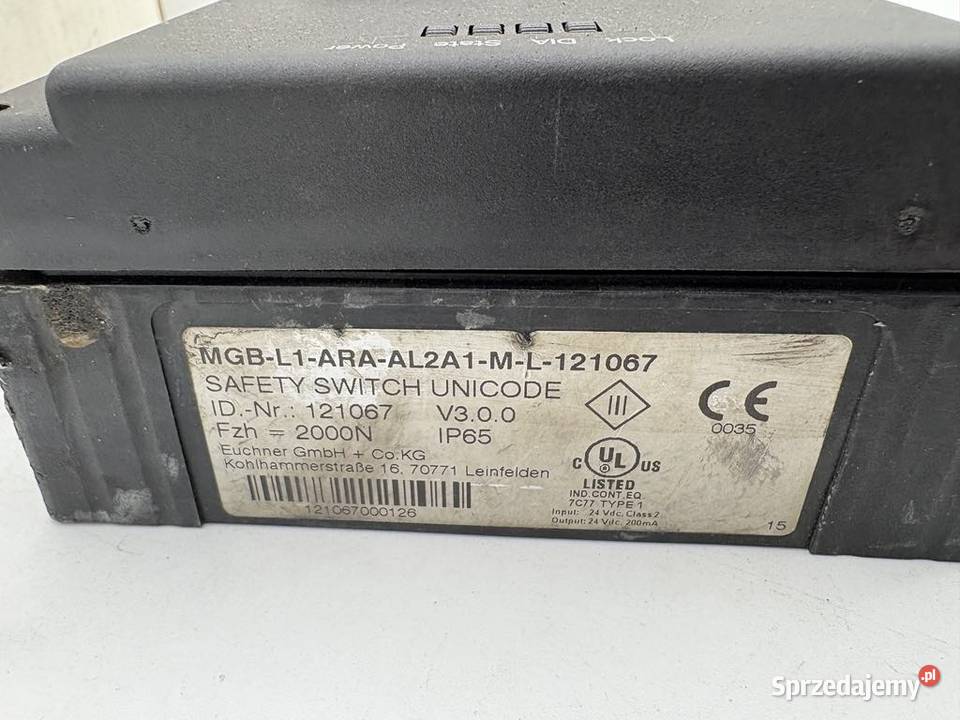 Lock DIA State Power
MGB-L1-ARA-AL2A1-M-L-121067
SAFETY SWITCH UNICODE
ID.-Nr.: 121067 V3.0.0
Fzh = 2000N IP65
Euchner GmbH + Co.KG
Kohlhammerstraße 16, 70771 Leinfelden
121067000126
III
CE
0035
C UL US
LISTED
IND.CONT.EQ
7C77 TYPE 1
Input: 24 Vdc, Class 2
Output: 24 Vdc, 200mA
15
Sprzedajemy.pl